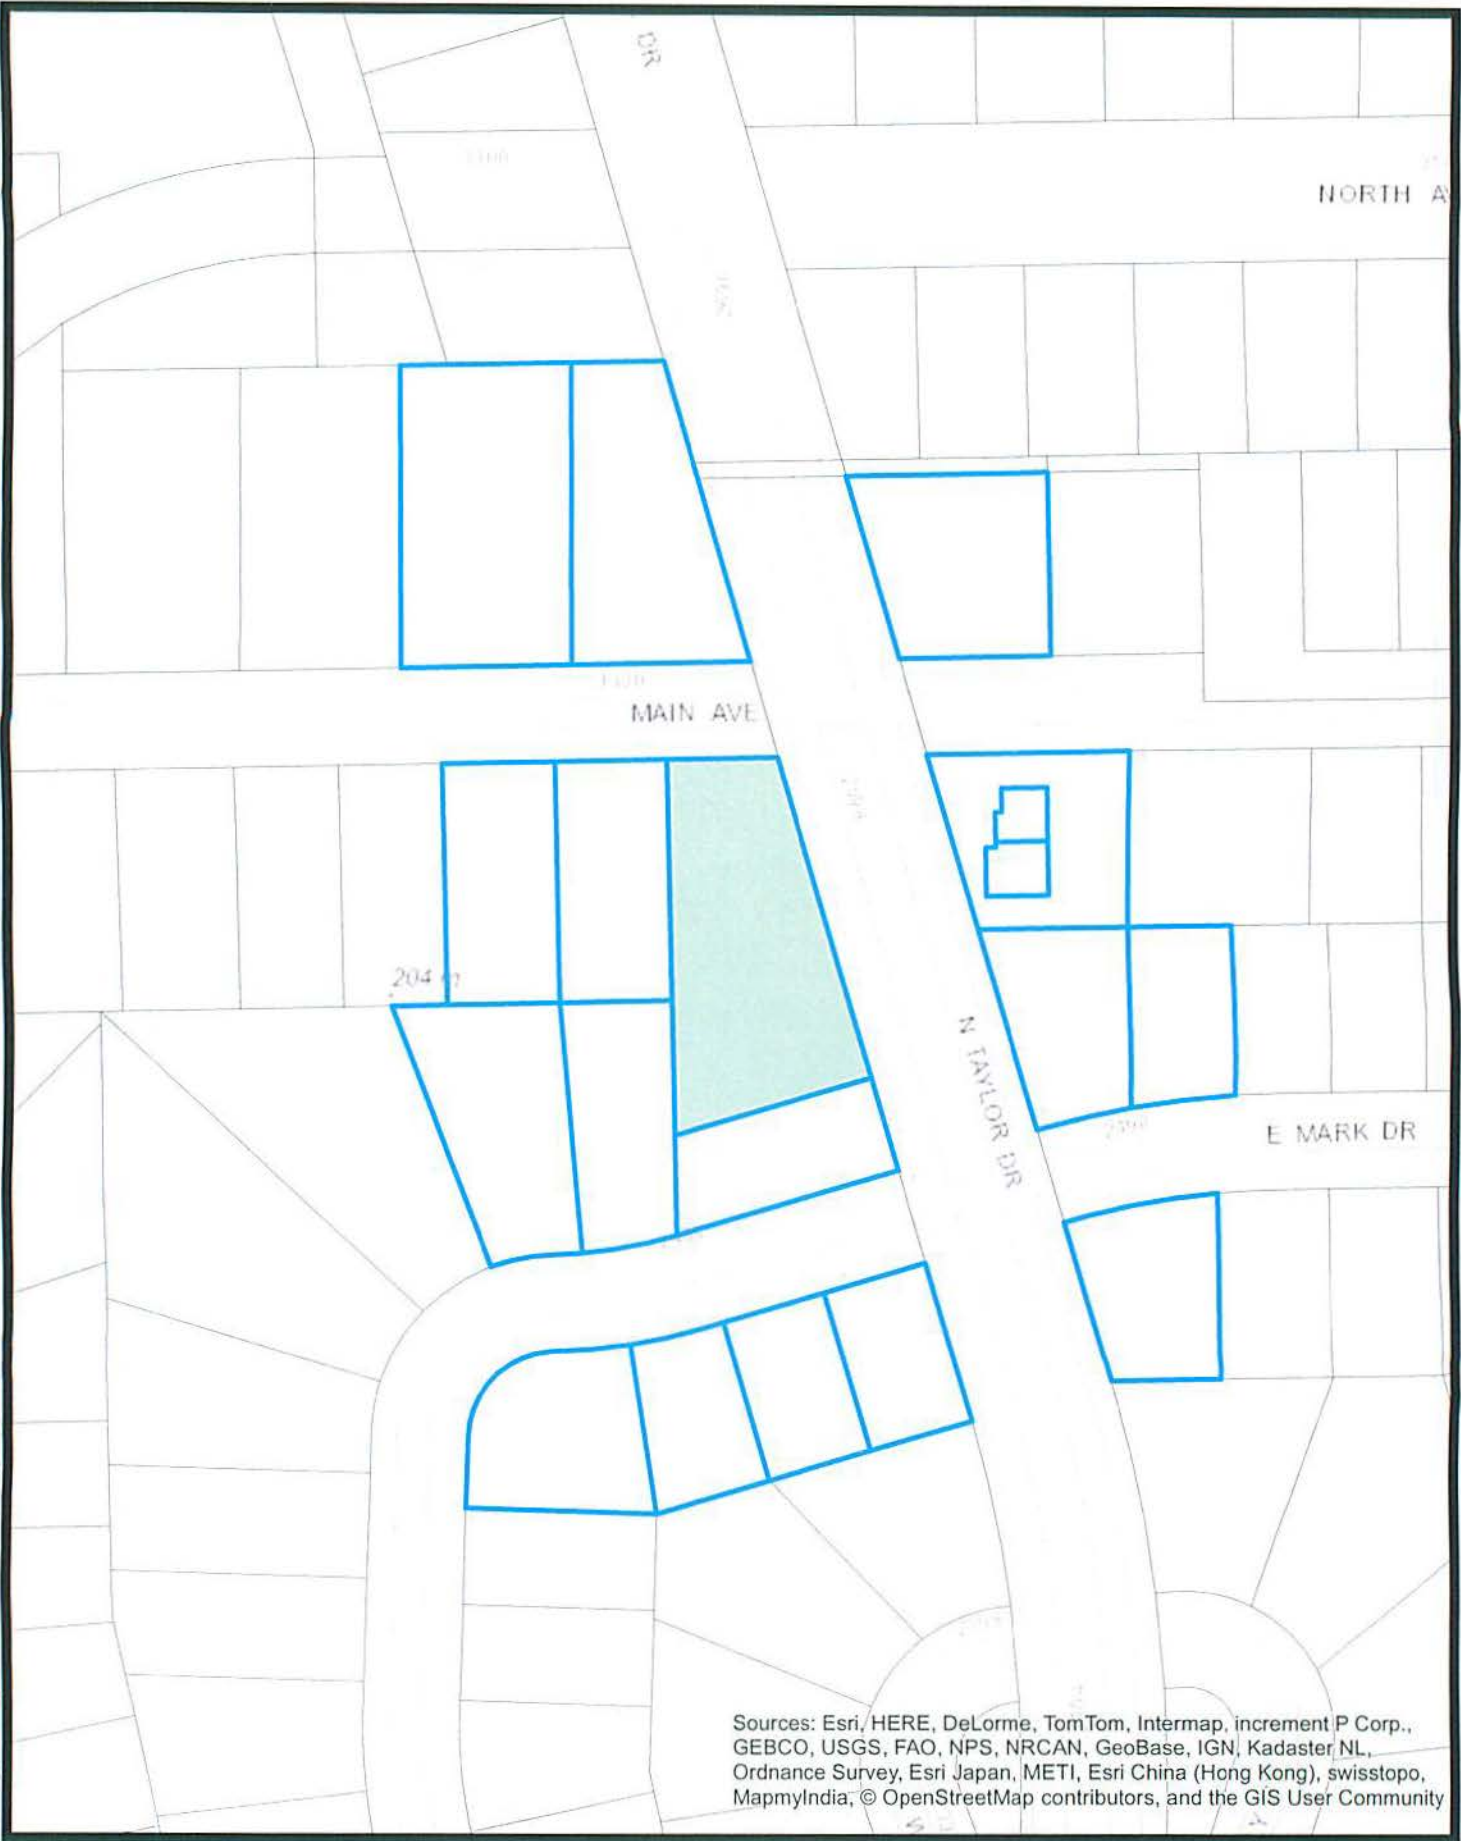 DR
NORTH A
MAIN AVE
204 m
N TAYLOR DR
E MARK DR
Sources: Esri, HERE, DeLorme, TomTom, Intermap, increment P Corp.,
GEBCO, USGS, FAO, NPS, NRCAN, GeoBase, IGN, Kadaster NL,
Ordnance Survey, Esri Japan, METI, Esri China (Hong Kong), swisstopo,
MapmyIndia, © OpenStreetMap contributors, and the GIS User Community